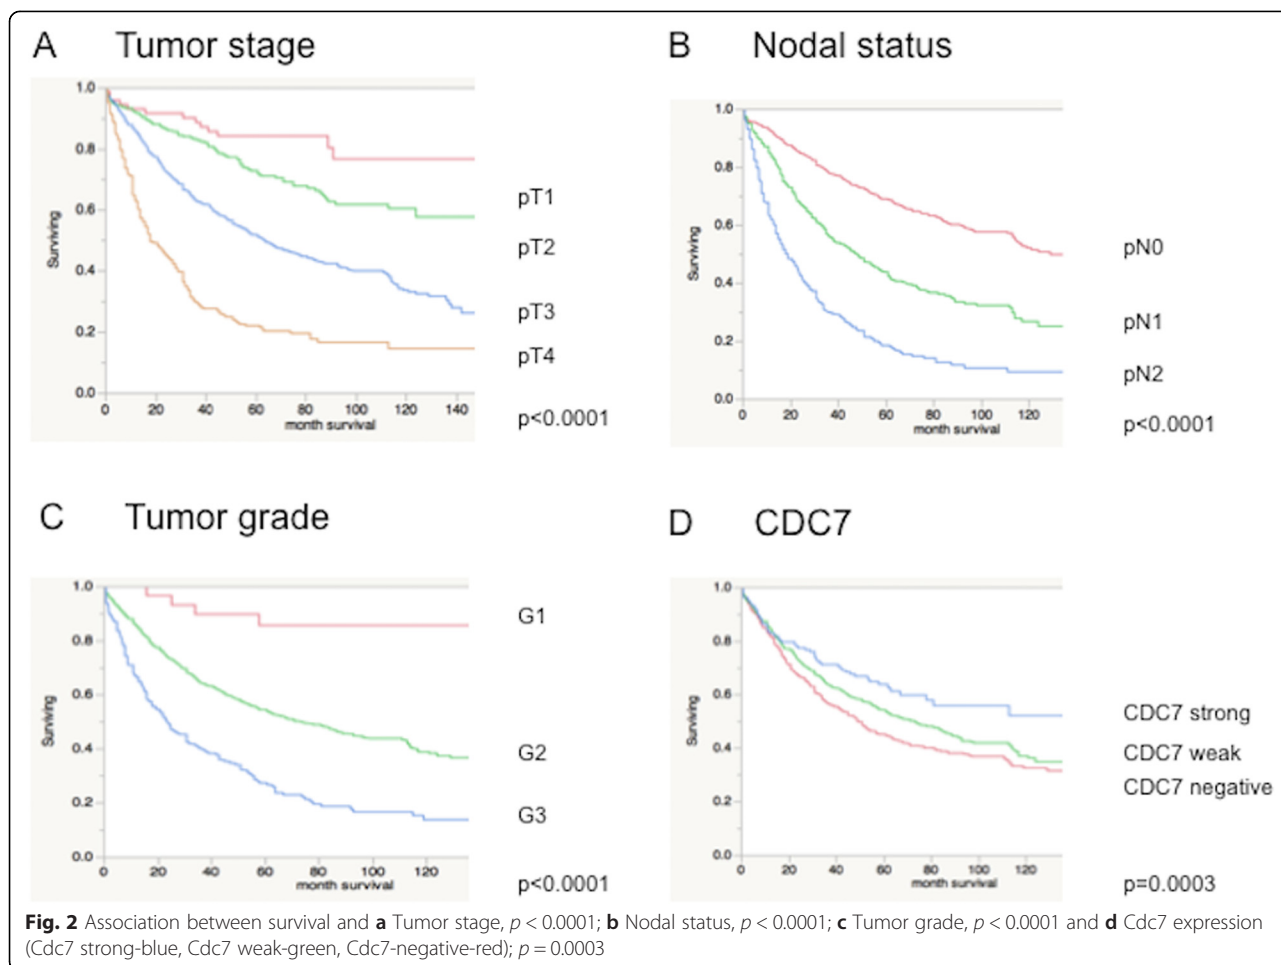 A Tumor stage
1.0
0.8
0.6
0.4
0.2
0.0
Surviving
0 20 40 60 80 100 120 140
month survival
pT1
pT2
pT3
pT4
p<0.0001
B Nodal status
1.0
0.8
0.6
0.4
0.2
0.0
Surviving
0 20 40 60 80 100 120
month survival
pN0
pN1
pN2
p<0.0001
C Tumor grade
1.0
0.8
0.6
0.4
0.2
0.0
Surviving
0 20 40 60 80 100 120
month survival
G1
G2
G3
p<0.0001
D CDC7
1.0
0.8
0.6
0.4
0.2
0.0
Surviving
0 20 40 60 80 100 120
month survival
CDC7 strong
CDC7 weak
CDC7 negative
p=0.0003
Fig. 2 Association between survival and a Tumor stage, p < 0.0001; b Nodal status, p < 0.0001; c Tumor grade, p < 0.0001 and d Cdc7 expression
(Cdc7 strong-blue, Cdc7 weak-green, Cdc7-negative-red); p = 0.0003